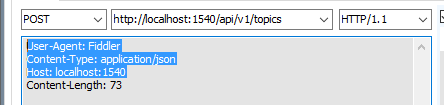 POST http://localhost:1540/api/v1/topics HTTP/1.1
User-Agent: Fiddler
Content-Type: application/json
Host: localhost:1540
Content-Length: 73